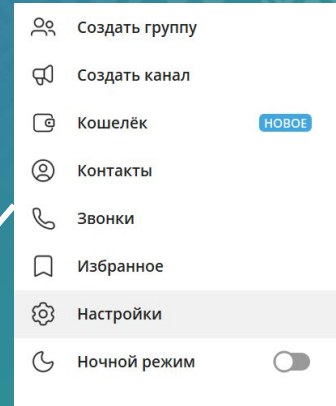 Создать группу
Создать канал
Кошелёк НОВОЕ
Контакты
Звонки
Избранное
Настройки
Ночной режим